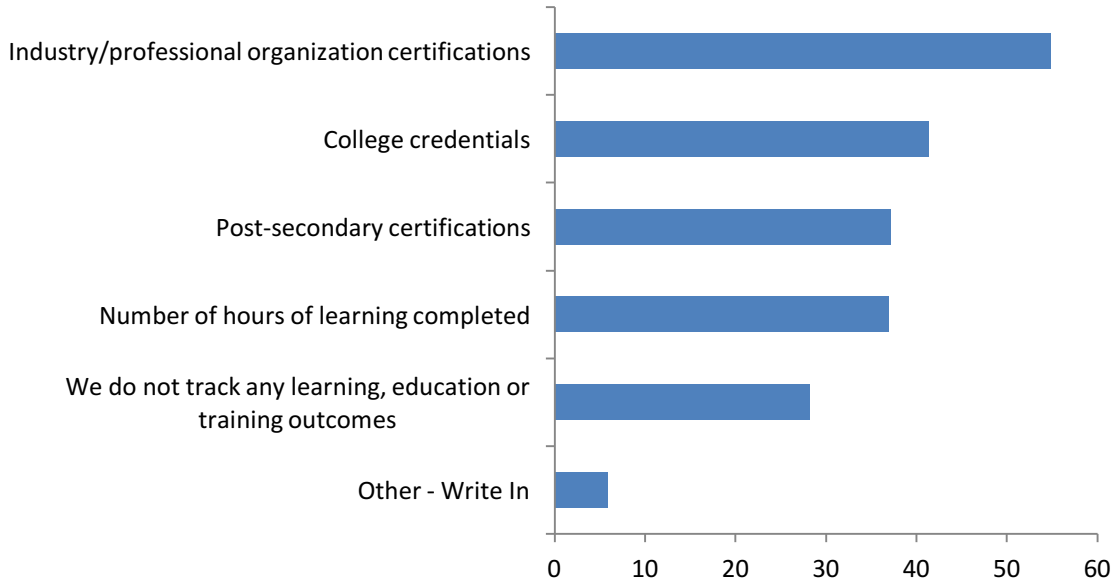 Industry/professional organization certifications
College credentials
Post-secondary certifications
Number of hours of learning completed
We do not track any learning, education or
training outcomes
Other - Write In
0 10 20 30 40 50 60